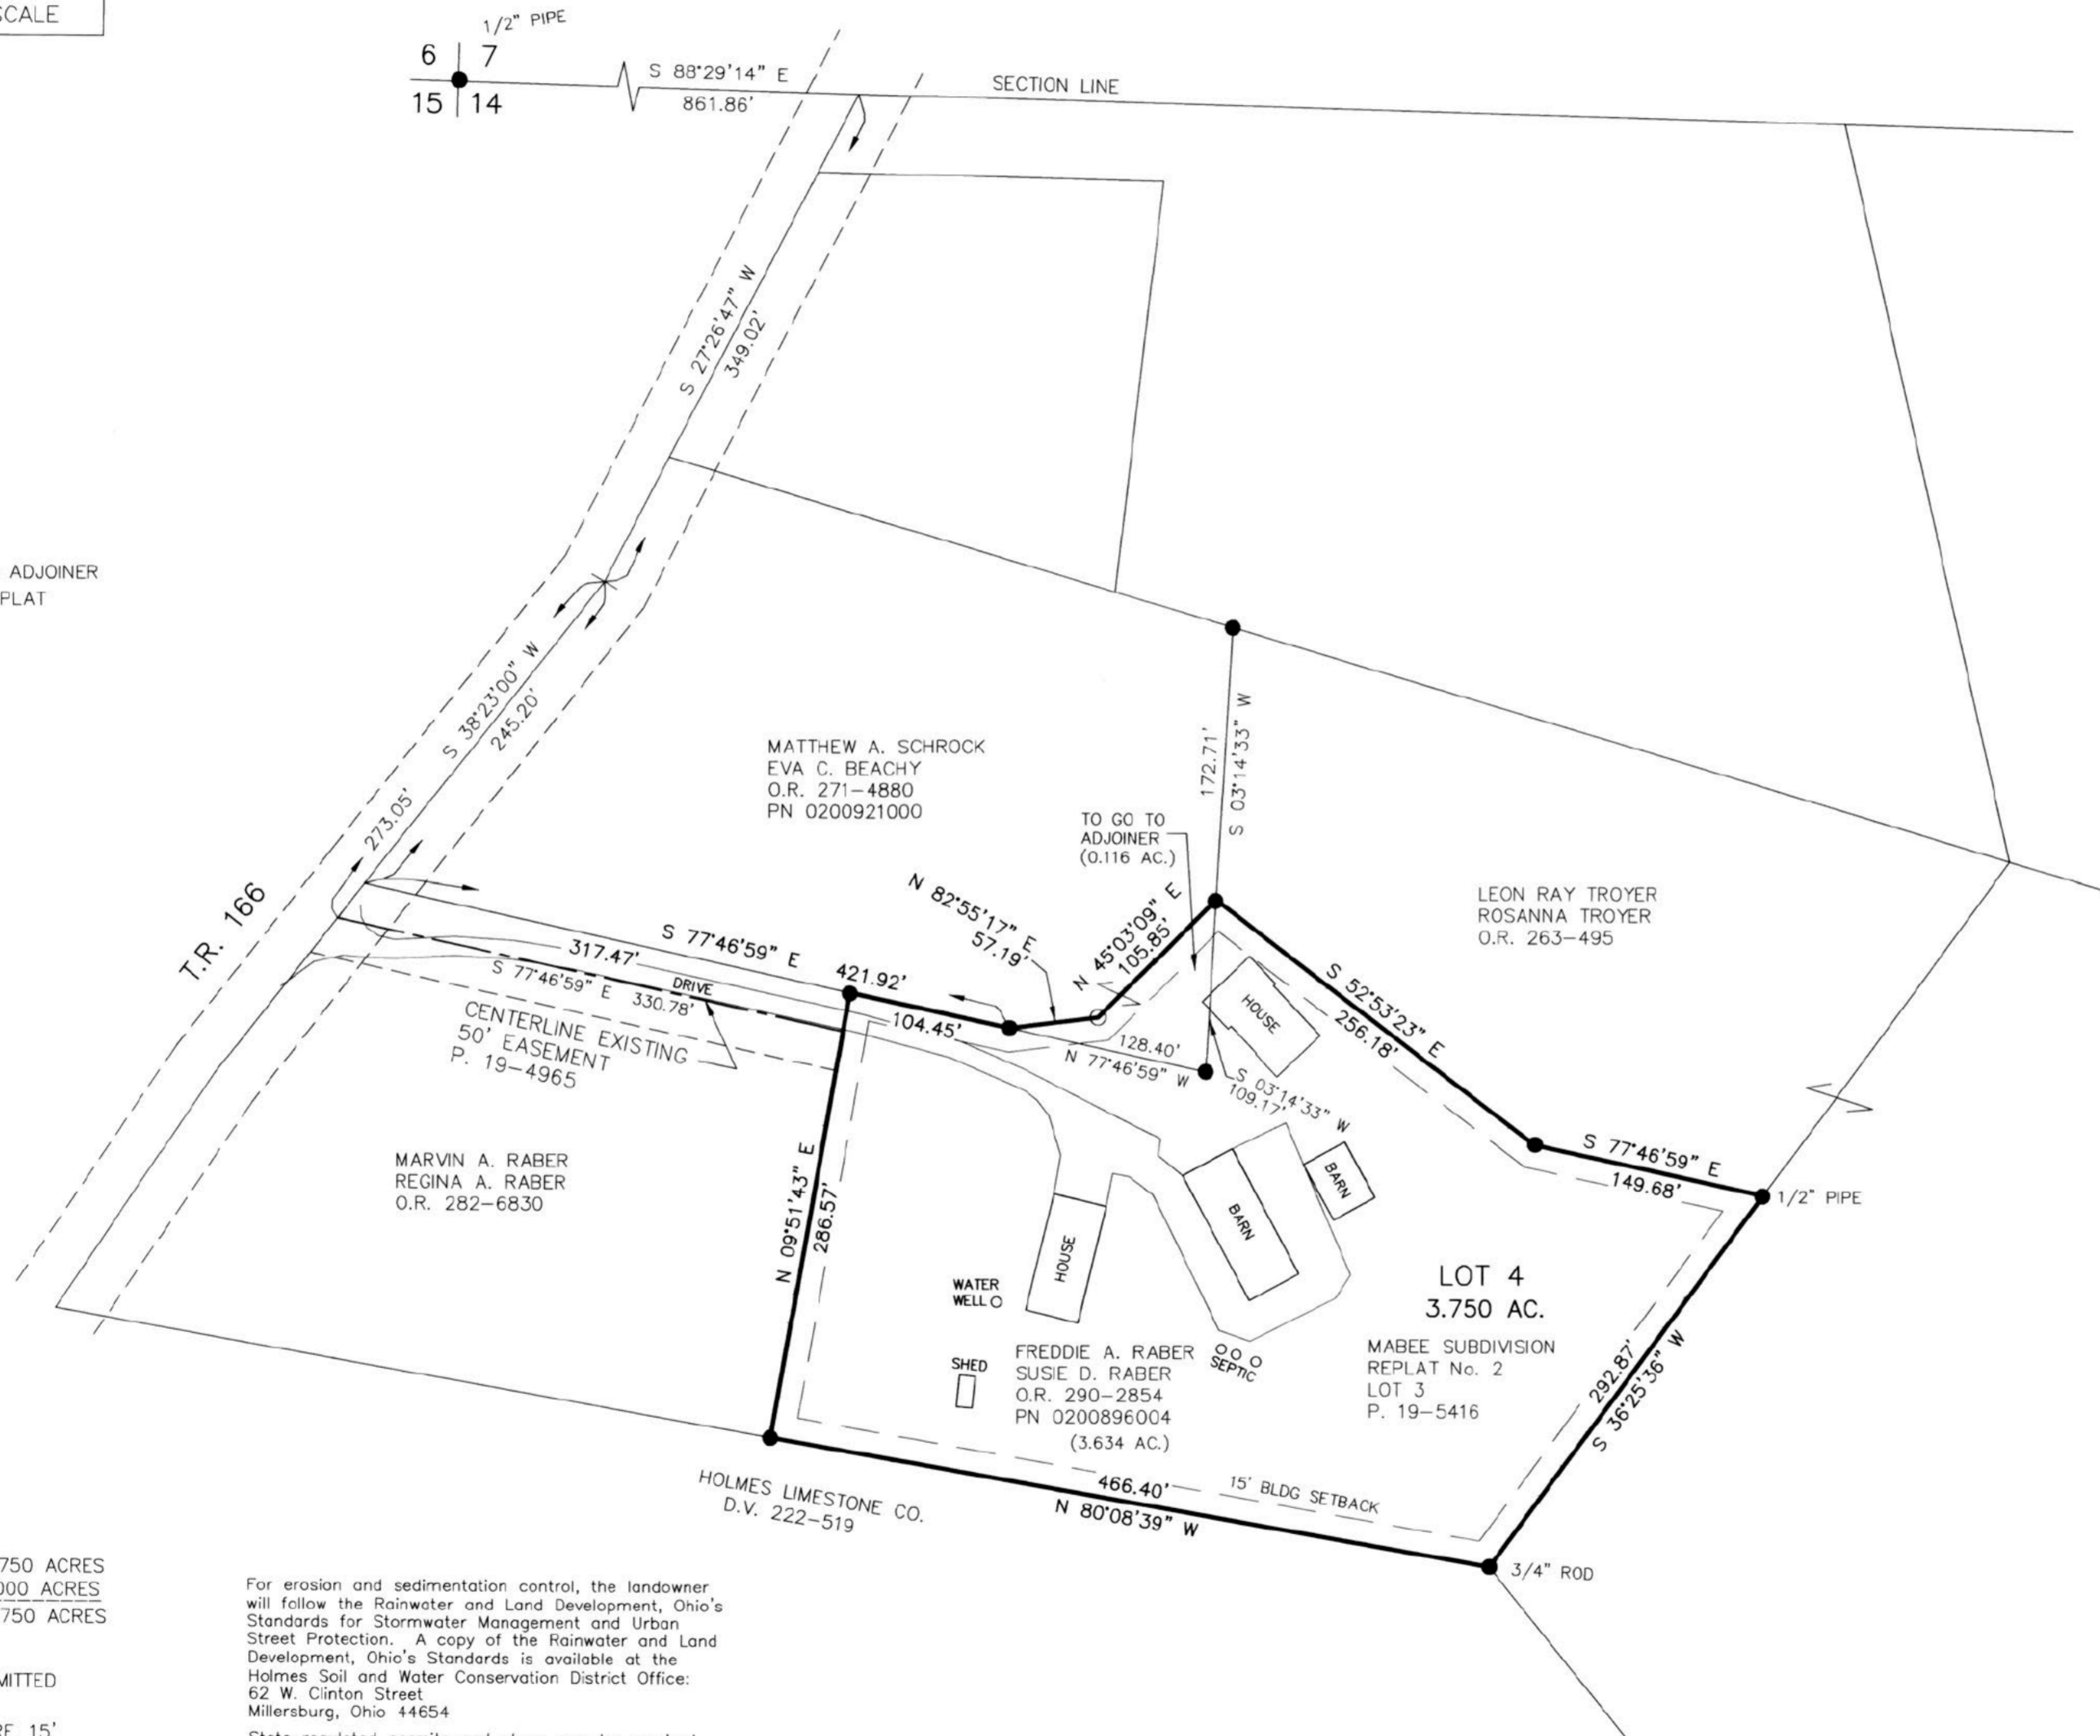 SCALE
1/2" PIPE
6 7
15 14
S 88°29'14" E
861.86'
SECTION LINE
S 27°26'47" W
349.02'
ADJOINER
PLAT
S 38°23'00" W
245.20'
273.05'
T.R. 166
MATTHEW A. SCHROCK
EVA C. BEACHY
O.R. 271-4880
PN 0200921000
172.71'
S 03°14'33" W
TO GO TO
ADJOINER
(0.116 AC.)
N 82°55'17" E
57.19'
N 45°03'09" E
105.85'
LEON RAY TROYER
ROSANNA TROYER
O.R. 263-495
S 77°46'59" E
317.47'
421.92'
S 77°46'59" E 330.78'
DRIVE
CENTERLINE EXISTING
50' EASEMENT
P. 19-4965
104.45'
128.40'
N 77°46'59" W
HOUSE
S 52°53'23" E
256.18'
S 03°14'33" W
109.17'
S 77°46'59" E
149.68'
1/2" PIPE
MARVIN A. RABER
REGINA A. RABER
O.R. 282-6830
N 09°51'43" E
286.57'
BARN
BARN
HOUSE
WATER
WELL
LOT 4
3.750 AC.
MABEE SUBDIVISION
REPLAT No. 2
LOT 3
P. 19-5416
SHED
FREDDIE A. RABER
SUSIE D. RABER
O.R. 290-2854
PN 0200896004
(3.634 AC.)
SEPTIC
292.87'
S 36°25'36" W
466.40'
N 80°08'39" W
15' BLDG SETBACK
HOLMES LIMESTONE CO.
D.V. 222-519
3/4" ROD
750 ACRES
000 ACRES
750 ACRES
MITTED
RE 15'
For erosion and sedimentation control, the landowner
will follow the Rainwater and Land Development, Ohio's
Standards for Stormwater Management and Urban
Street Protection. A copy of the Rainwater and Land
Development, Ohio's Standards is available at the
Holmes Soil and Water Conservation District Office:
62 W. Clinton Street
Millersburg, Ohio 44654